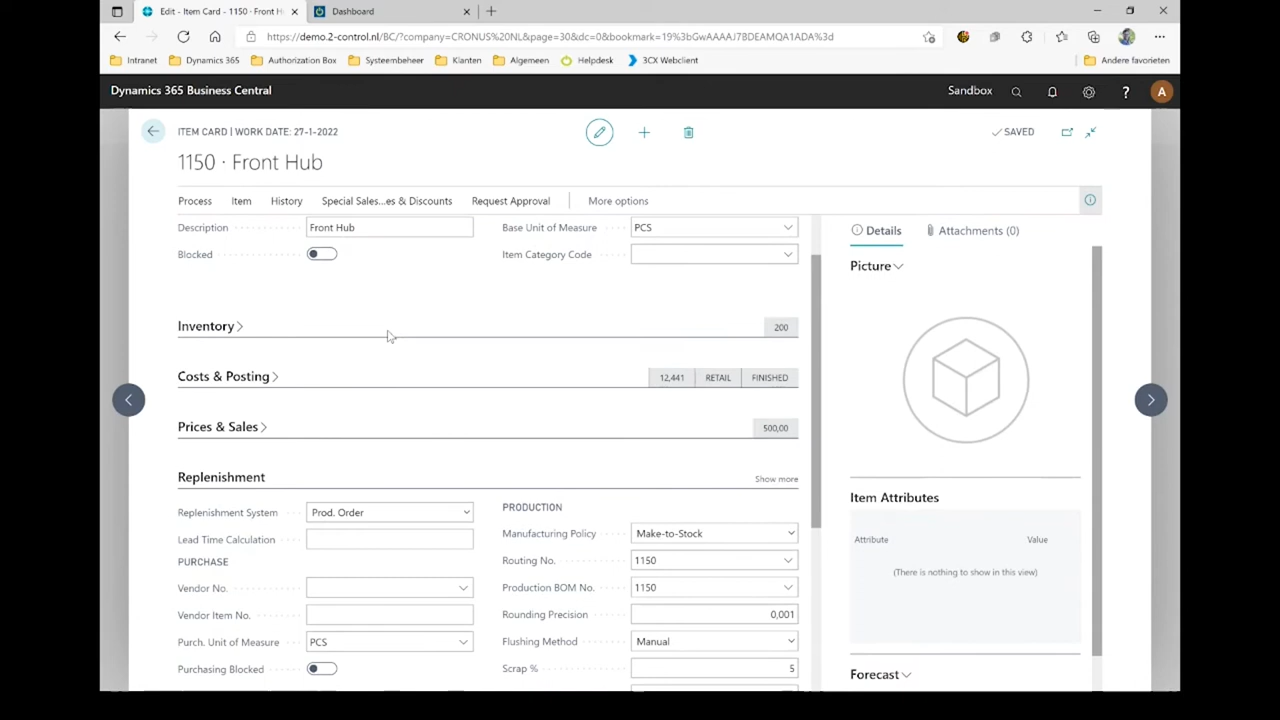 Edit - Item Card - 1150 · Front Hub
Dashboard
https://demo.2-control.nl/BC/?company=CRONUS%20NL&page=30&dc=0&bookmark=19%3bGwAAAAJ7BDEAMQA1ADA%3d
Intranet Dynamics 365 Authorization Box Systeembeheer Klanten Algemeen Helpdesk 3CX Webclient Andere favorieten
Dynamics 365 Business Central Sandbox ? A
ITEM CARD | WORK DATE: 27-1-2022 SAVED
1150 · Front Hub
Process Item History Special Sales...es & Discounts Request Approval More options
Description Front Hub Base Unit of Measure PCS
Blocked Item Category Code
Inventory 200
Costs & Posting 12,441 RETAIL FINISHED
Prices & Sales 500,00
Replenishment Show more
Replenishment System Prod. Order
Lead Time Calculation
PURCHASE
Vendor No.
Vendor Item No.
Purch. Unit of Measure PCS
Purchasing Blocked
PRODUCTION
Manufacturing Policy Make-to-Stock
Routing No. 1150
Production BOM No. 1150
Rounding Precision 0,001
Flushing Method Manual
Scrap % 5
Details Attachments (0)
Picture
Item Attributes
Attribute Value
(There is nothing to show in this view)
Forecast